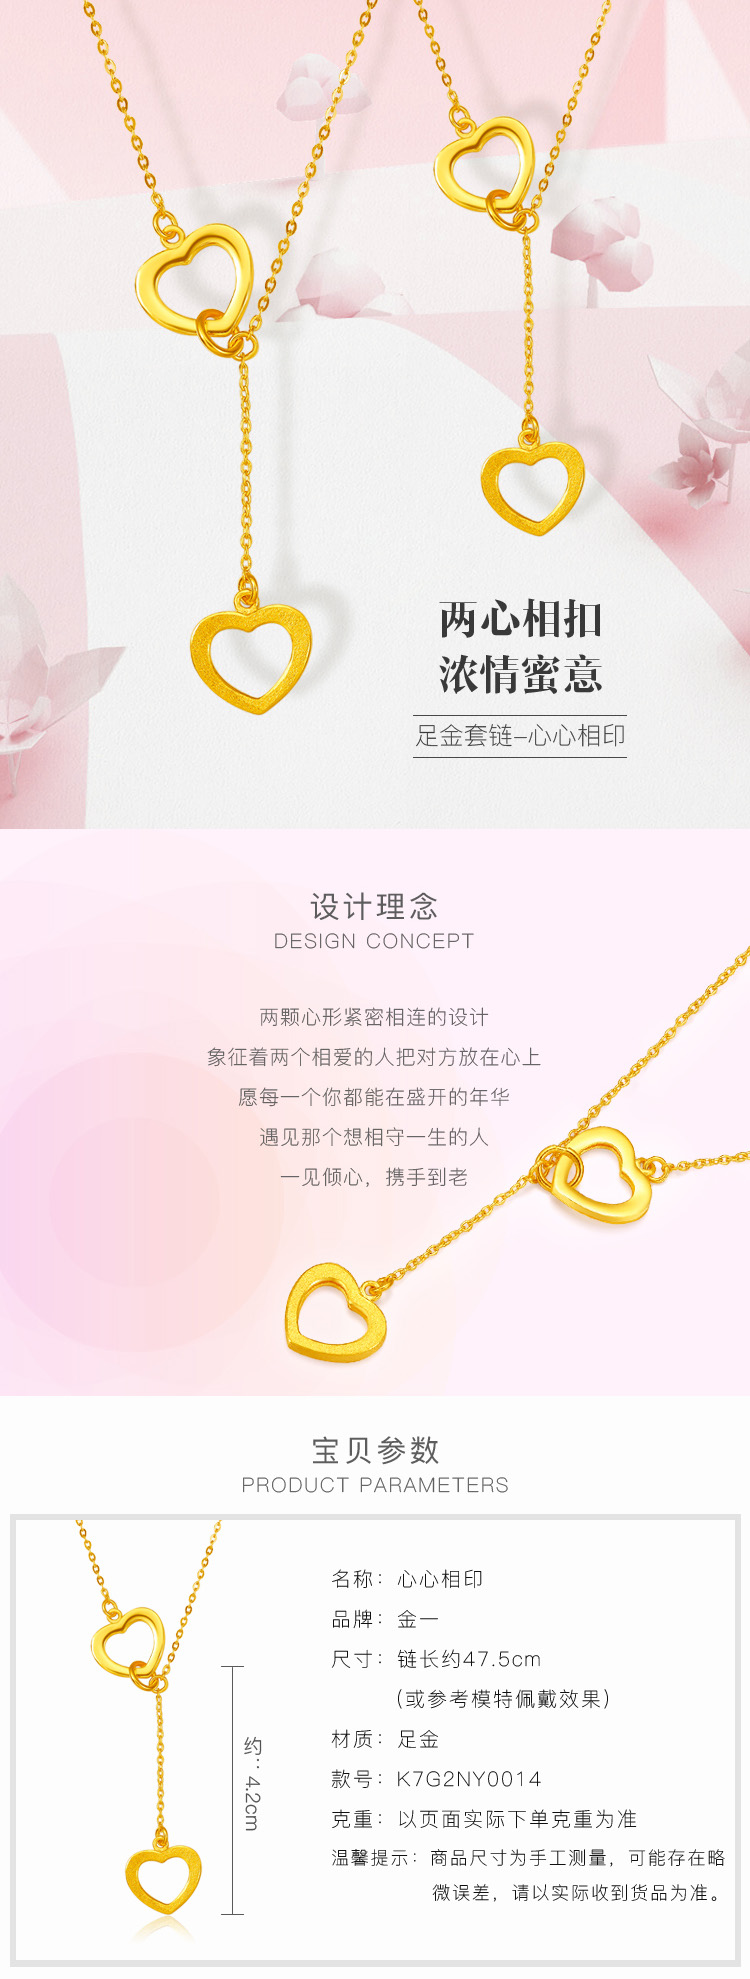 两心相扣
浓情蜜意
足金套链-心心相印
设计理念
DESIGN CONCEPT
两颗心形紧密相连的设计
象征着两个相爱的人把对方放在心上
愿每一个你都能在盛开的年华
遇见那个想相守一生的人
一见倾心，携手到老
宝贝参数
PRODUCT PARAMETERS
约：4.2cm
名称：心心相印
品牌：金一
尺寸：链长约47.5cm
（或参考模特佩戴效果）
材质：足金
款号：K7G2NY0014
克重：以页面实际下单克重为准
温馨提示：商品尺寸为手工测量，可能存在略
微误差，请以实际收到货品为准。